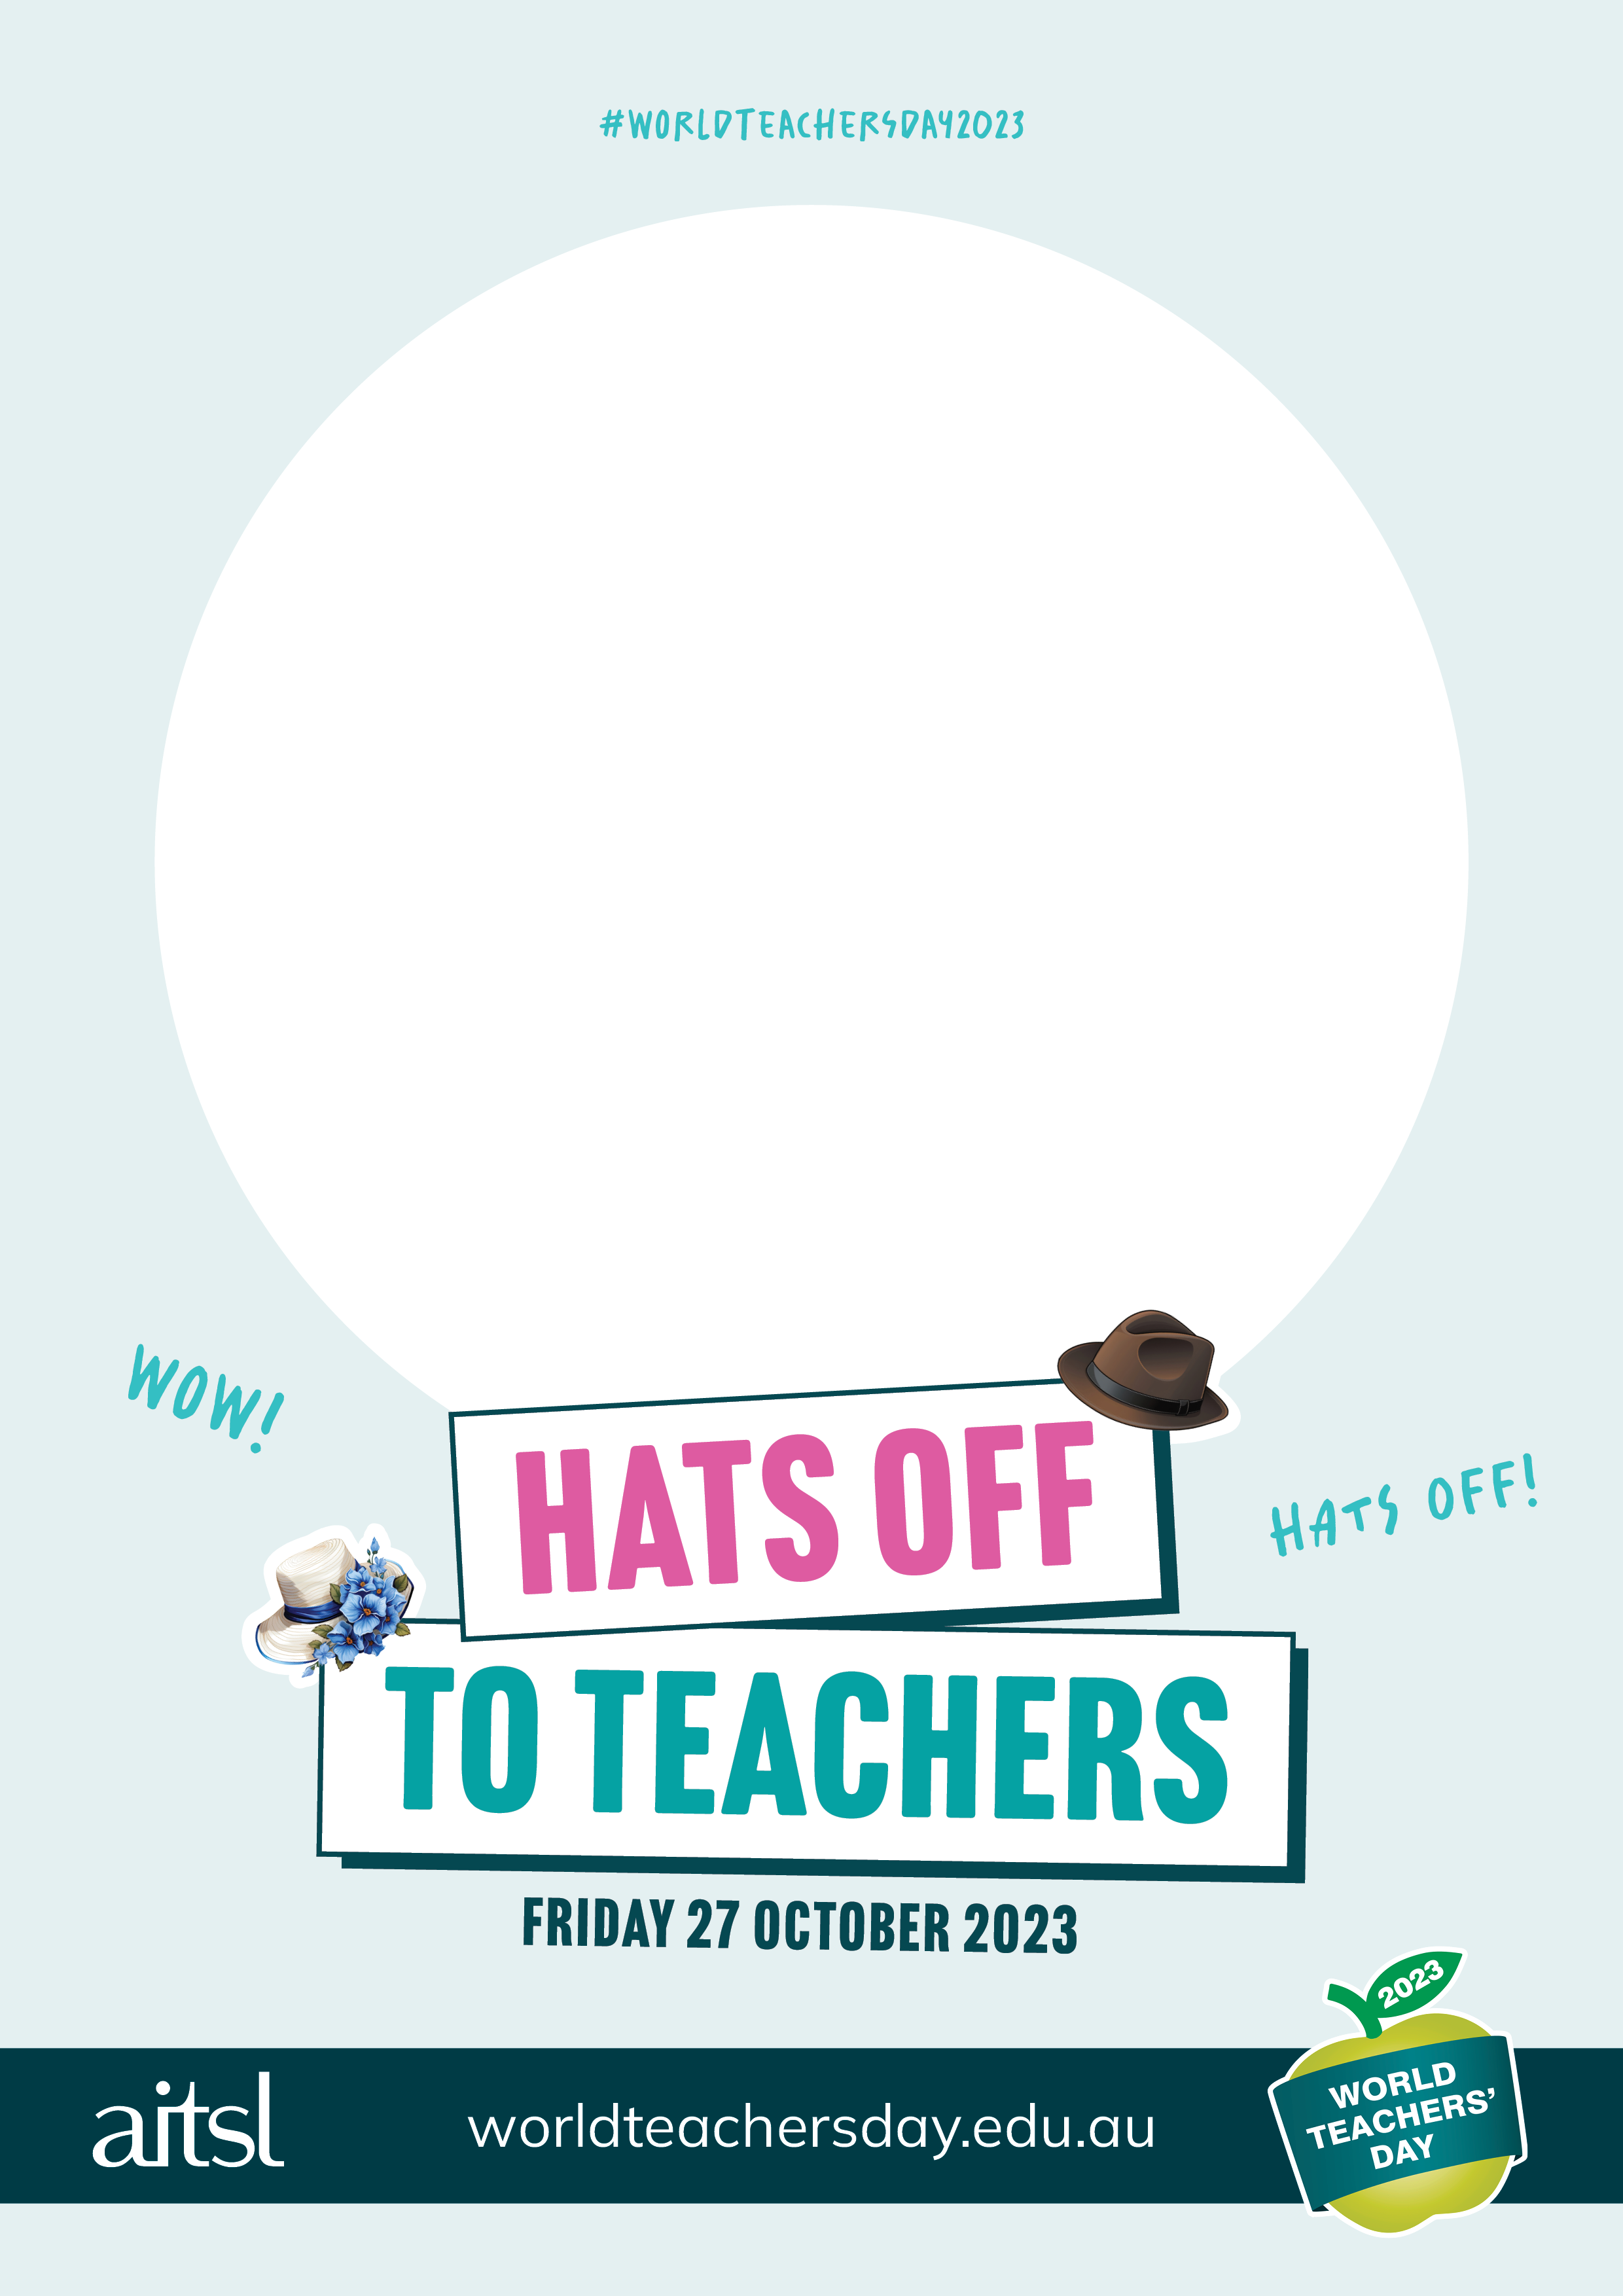 #WORLDTEACHERSDAY2023
WOW!
HATS OFF
HATS OFF!
TO TEACHERS
FRIDAY 27 OCTOBER 2023
2023
WORLD
TEACHERS’
DAY
aitsl
worldteachersday.edu.au